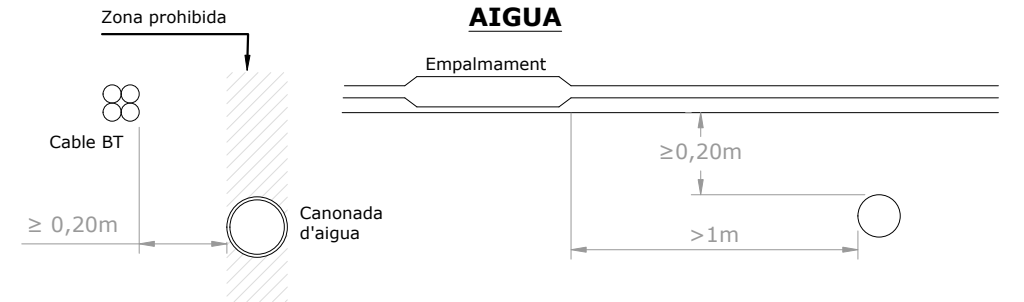 AIGUA
Zona prohibida
Empalmament
Cable BT
≥0,20m
≥ 0,20m
Canonada
d'aigua
>1m